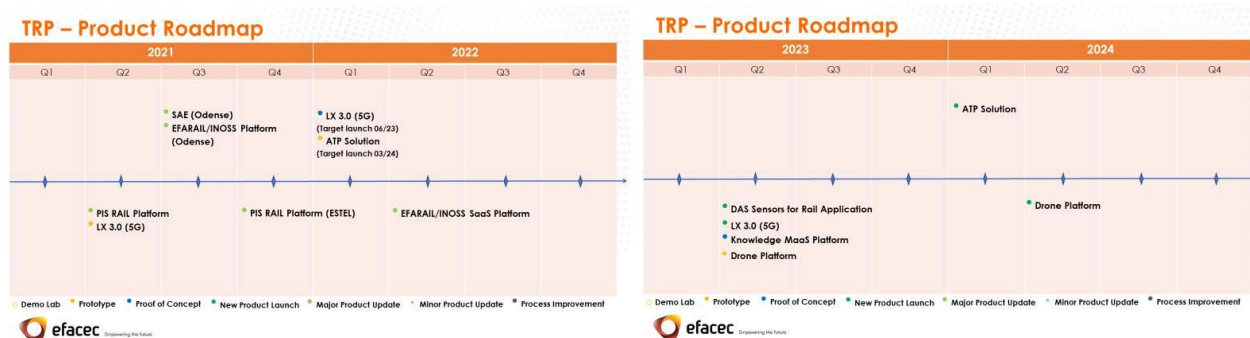 TRP – Product Roadmap
2021 2022
Q1 Q2 Q3 Q4 Q1 Q2 Q3 Q4
SAE (Odense)
EFARAIL/INOSS Platform
(Odense)
LX 3.0 (5G)
(Target launch 06/23)
ATP Solution
(Target launch 03/24)
PIS RAIL Platform
LX 3.0 (5G)
PIS RAIL Platform (ESTEL)
EFARAIL/INOSS SaaS Platform
Demo Lab Prototype Proof of Concept New Product Launch Major Product Update Minor Product Update Process Improvement
efacec Empowering the future
TRP – Product Roadmap
2023 2024
Q1 Q2 Q3 Q4 Q1 Q2 Q3 Q4
ATP Solution
DAS Sensors for Rail Application
LX 3.0 (5G)
Knowledge MaaS Platform
Drone Platform
Drone Platform
Demo Lab Prototype Proof of Concept New Product Launch Major Product Update Minor Product Update Process Improvement
efacec Empowering the future